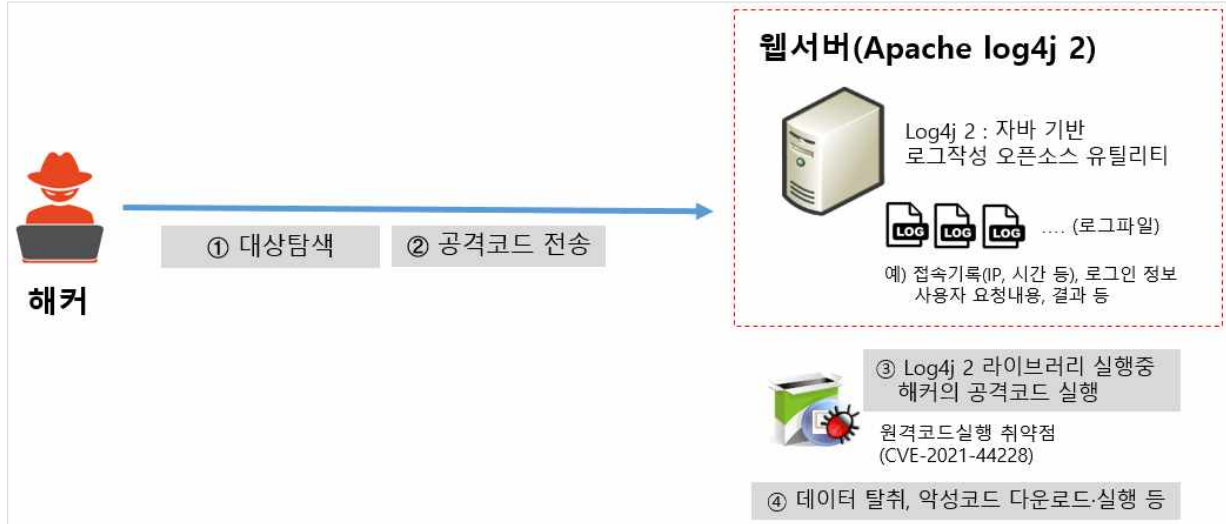 웹서버(Apache log4j 2)
Log4j 2 : 자바 기반
로그작성 오픈소스 유틸리티
LOG LOG LOG .... (로그파일)
예) 접속기록(IP, 시간 등), 로그인 정보
사용자 요청내용, 결과 등
① 대상탐색 ② 공격코드 전송
해커
③ Log4j 2 라이브러리 실행중
해커의 공격코드 실행
원격코드실행 취약점
(CVE-2021-44228)
④ 데이터 탈취, 악성코드 다운로드·실행 등